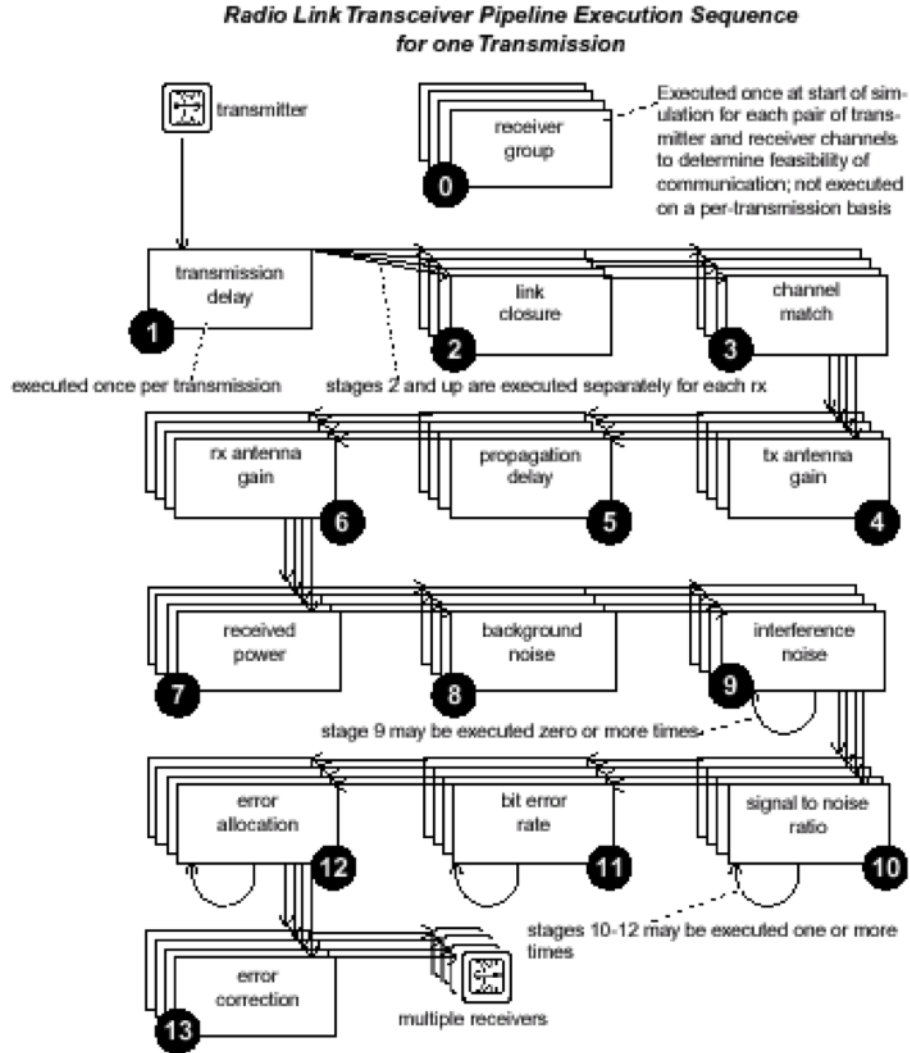 Radio Link Transceiver Pipeline Execution Sequence
for one Transmission
transmitter
receiver
group
0
Executed once at start of sim-
ulation for each pair of trans-
mitter and receiver channels
to determine feasibility of
communication; not executed
on a per-transmission basis
transmission
delay
1
link
closure
2
channel
match
3
executed once per transmission
stages 2 and up are executed separately for each rx
rx antenna
gain
6
propagation
delay
5
tx antenna
gain
4
received
power
7
background
noise
8
interference
noise
9
stage 9 may be executed zero or more times
error
allocation
12
bit error
rate
11
signal to noise
ratio
10
stages 10-12 may be executed one or more
times
error
correction
13
multiple receivers